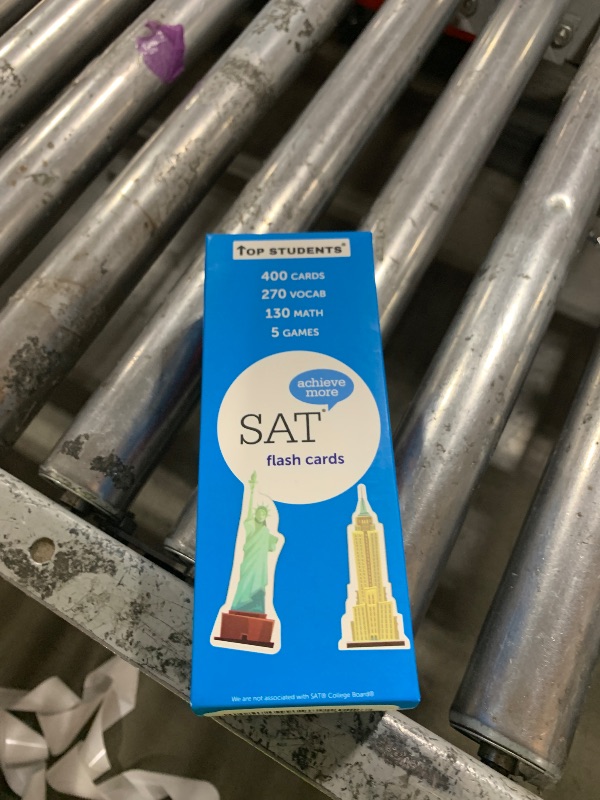 TOP STUDENTS®
400 CARDS
270 VOCAB
130 MATH
5 GAMES
achieve
more
SAT®
flash cards
We are not associated with SAT® College Board®